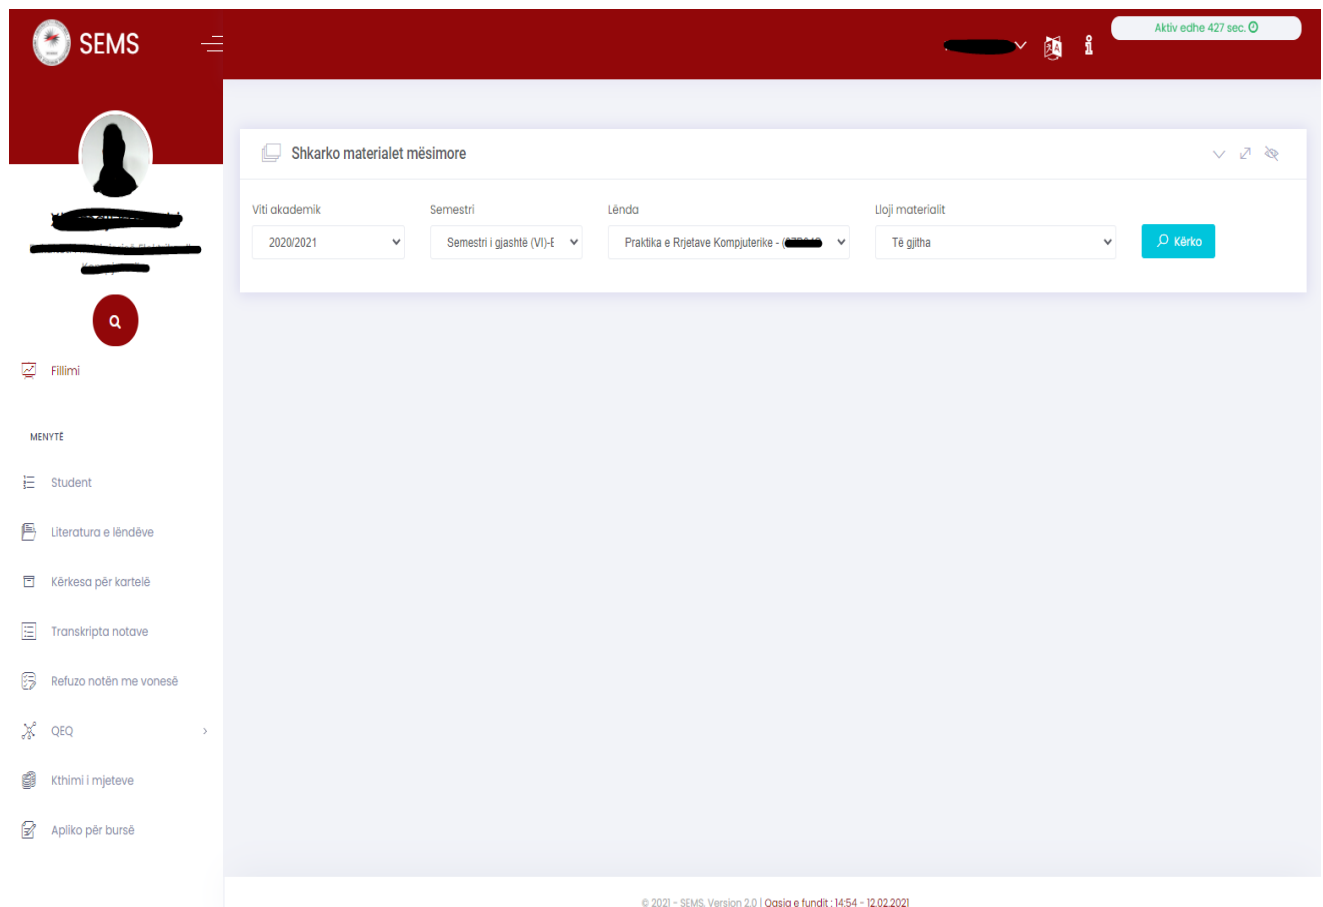 SEMS
Aktiv edhe 427 sec.
Shkarko materialet mësimore
Viti akademik
Semestri
Lënda
Lloji materialit
2020/2021
Semestri i gjashtë (VI)-E
Praktika e Rrjetave Kompjuterike - (
Të gjitha
Kërko
Fillimi
MENYTË
Student
Literatura e lëndëve
Kërkesa për kartelë
Transkripta notave
Refuzo notën me vonesë
QEQ
Kthimi i mjeteve
Apliko për bursë
© 2021 - SEMS, Version 2.0 | Qasja e fundit : 14:54 - 12.02.2021